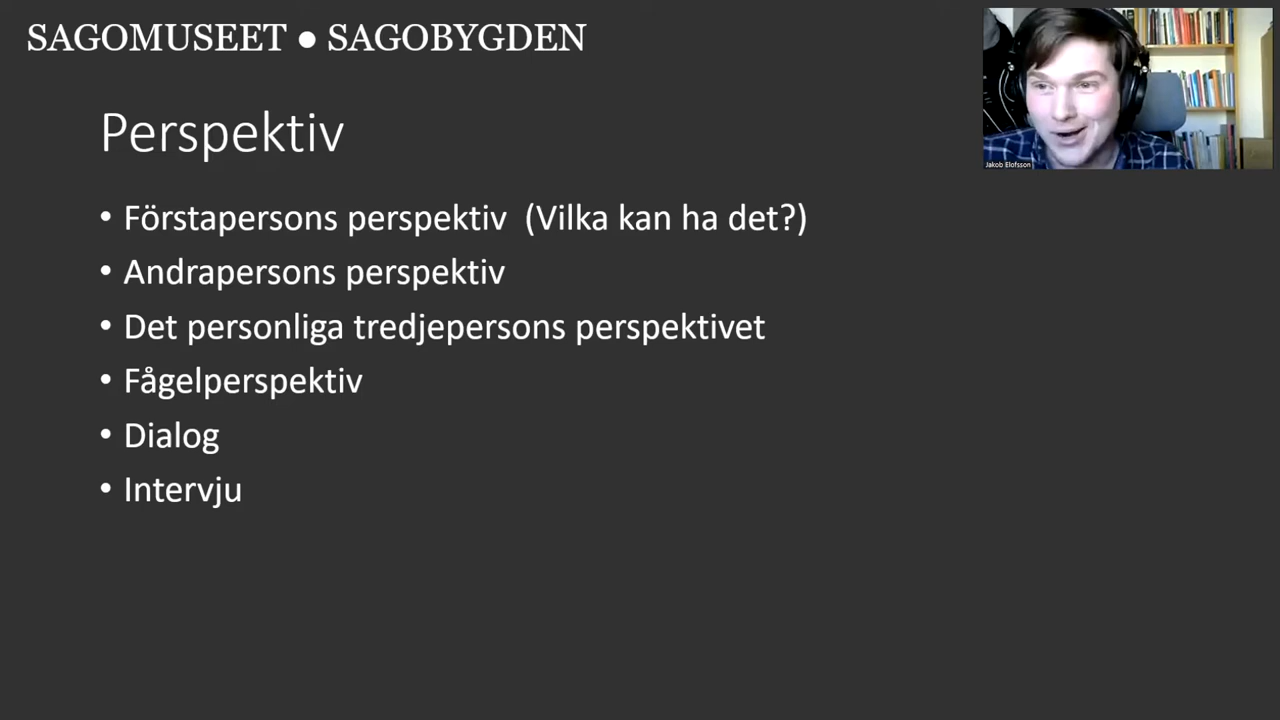 SAGOMUSEET ● SAGOBYGDEN
Jakob Elofsson
Perspektiv
• Förstapersons perspektiv (Vilka kan ha det?)
• Andrapersons perspektiv
• Det personliga tredjepersons perspektivet
• Fågelperspektiv
• Dialog
• Intervju